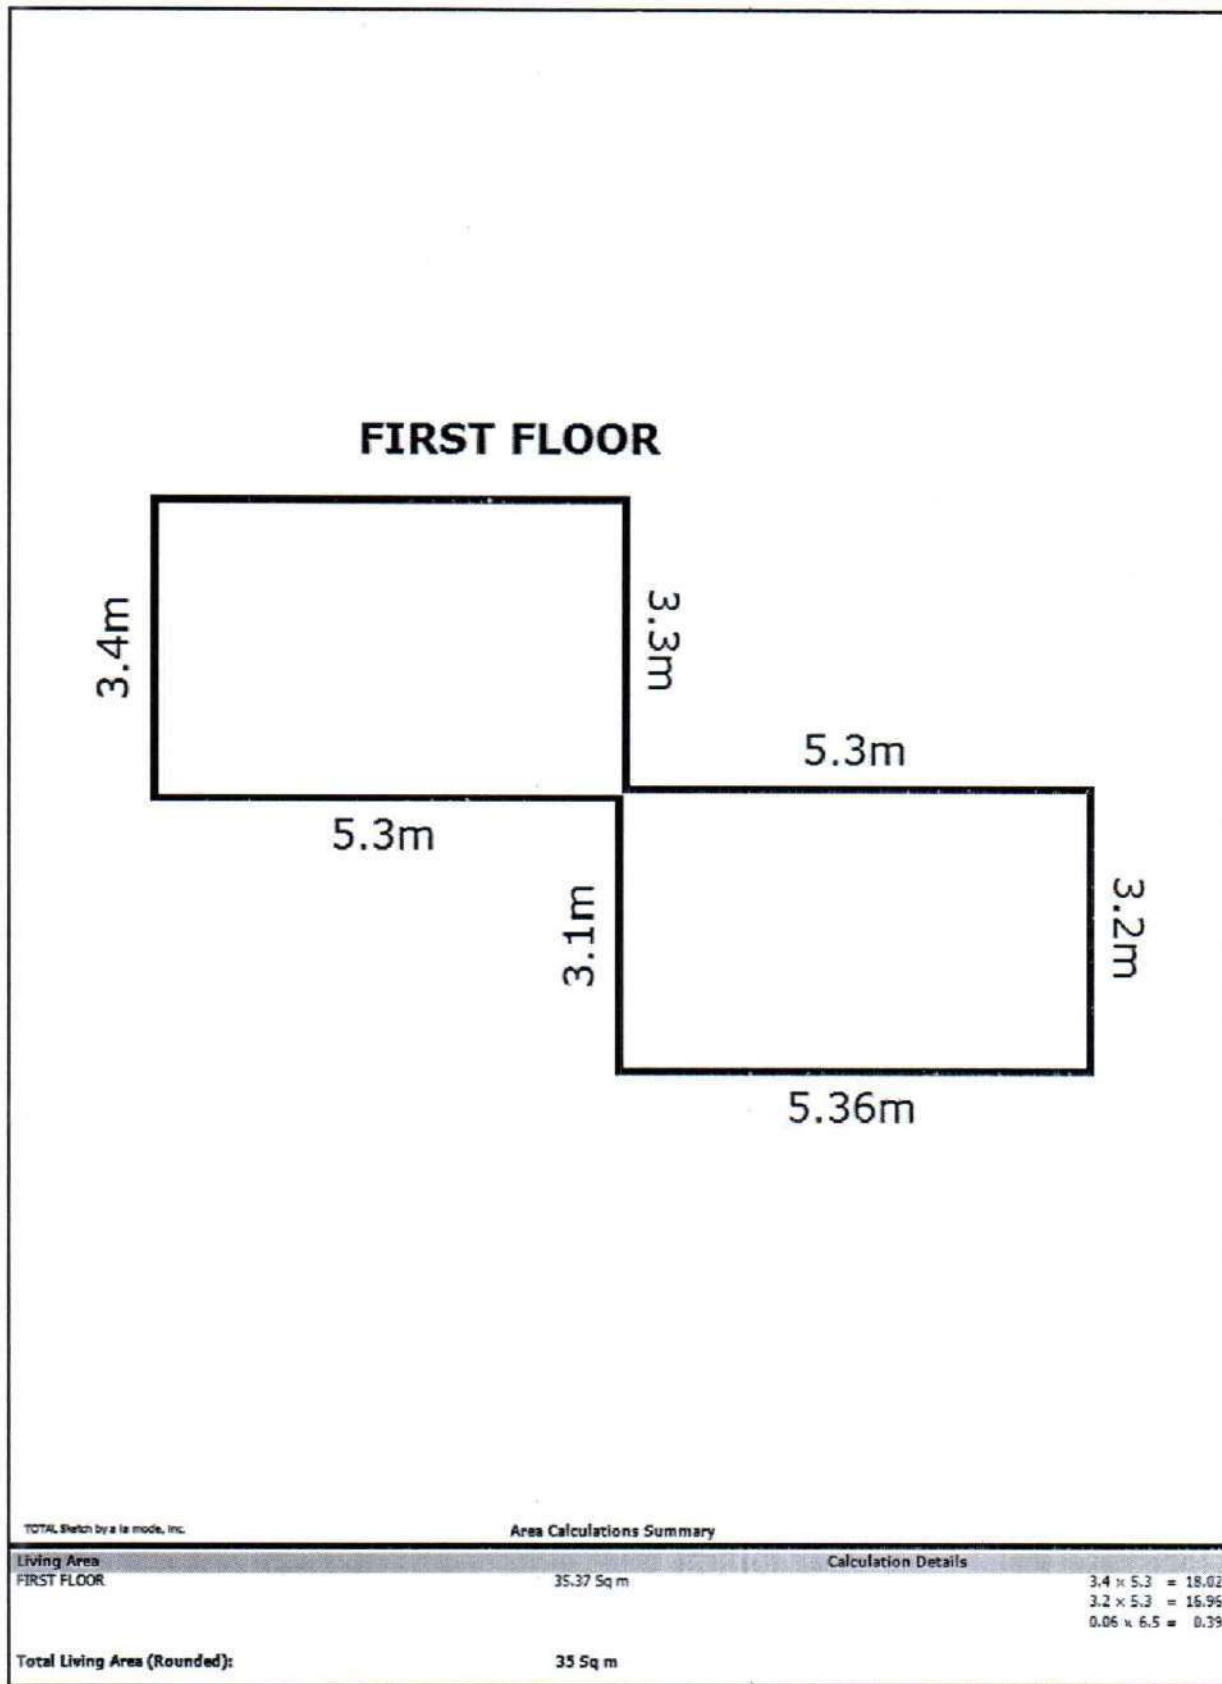 FIRST FLOOR
3.4m
3.3m
5.3m
5.3m
3.1m
3.2m
5.36m
TOTAL Sketch by a la mode, inc.
Area Calculations Summary
Living Area Calculation Details
FIRST FLOOR 35.37 Sq m 3.4 x 5.3 = 18.02
3.2 x 5.3 = 16.96
0.06 x 6.5 = 0.39
Total Living Area (Rounded): 35 Sq m